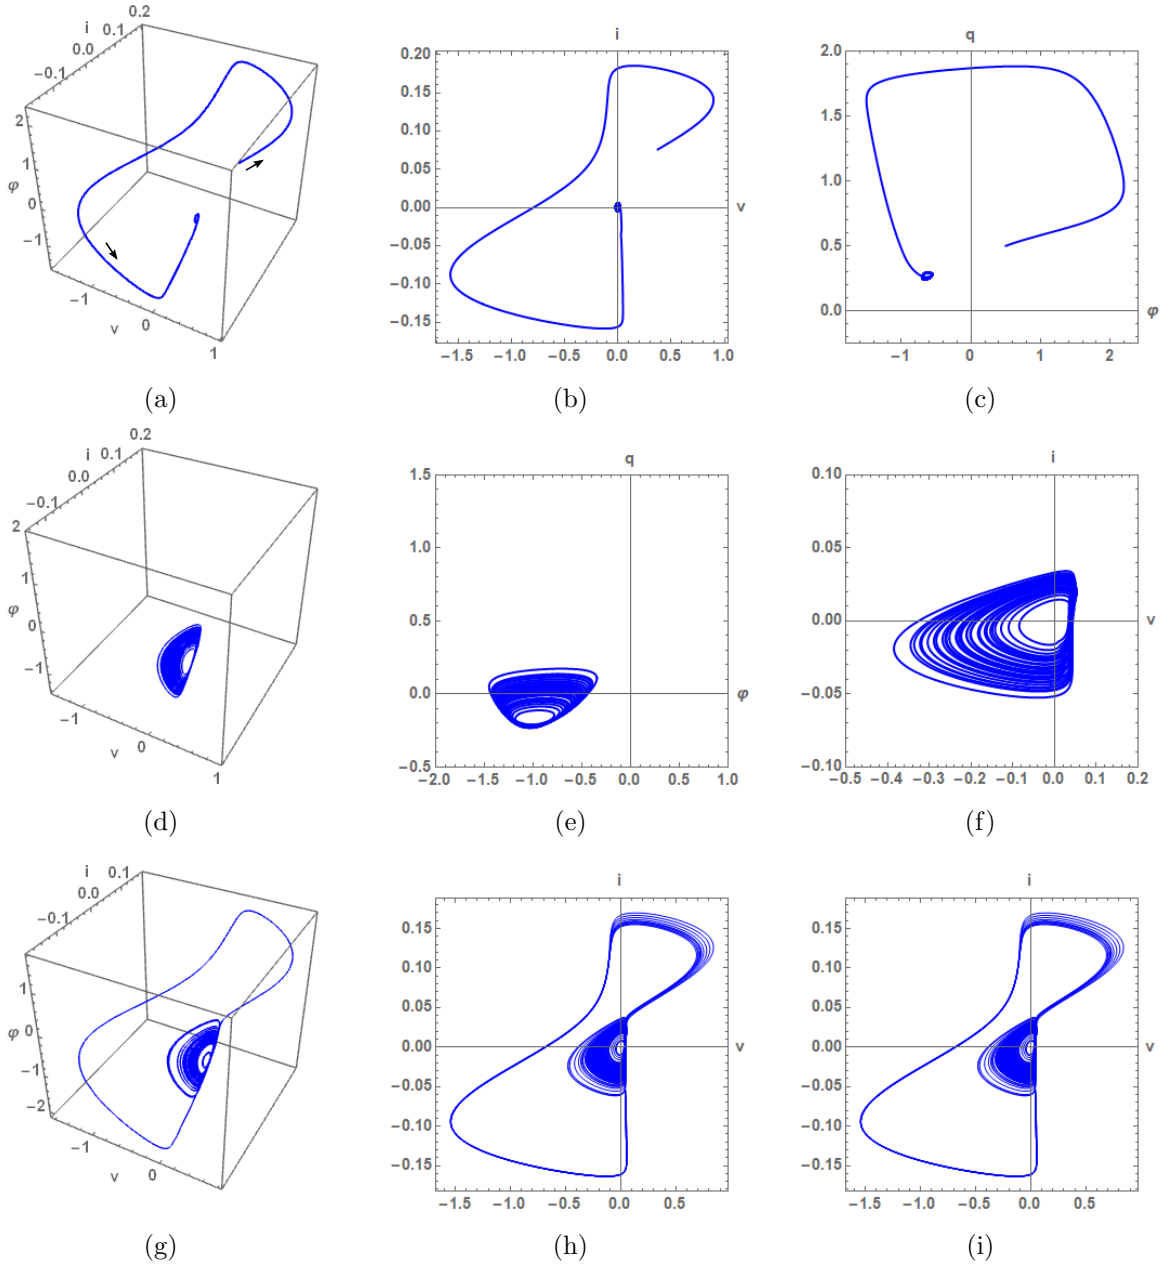 0.2
i 0.1
0.0
−0.1
2
1
φ 0
−1
−1
v 0
1
(a)
i
0.20
0.15
0.10
0.05
0.00 v
−0.05
−0.10
−0.15
−1.5 −1.0 −0.5 0.0 0.5 1.0
(b)
q
2.0
1.5
1.0
0.5
0.0 φ
−1 0 1 2
(c)
0.2
i 0.1
0.0
−0.1
2
1
φ 0
−1
−1
v 0
1
(d)
q
1.5
1.0
0.5
0.0 φ
−0.5
−2.0 −1.5 −1.0 −0.5 0.0 0.5 1.0
(e)
i
0.10
0.05
0.00 v
−0.05
−0.10
−0.5 −0.4 −0.3 −0.2 −0.1 0.0 0.1 0.2
(f)
i 0.1
0.0
−0.1
1
φ 0
−1
−2
−1
v 0
(g)
i
0.15
0.10
0.05
0.00 v
−0.05
−0.10
−0.15
−1.5 −1.0 −0.5 0.0 0.5
(h)
i
0.15
0.10
0.05
0.00 v
−0.05
−0.10
−0.15
−1.5 −1.0 −0.5 0.0 0.5
(i)